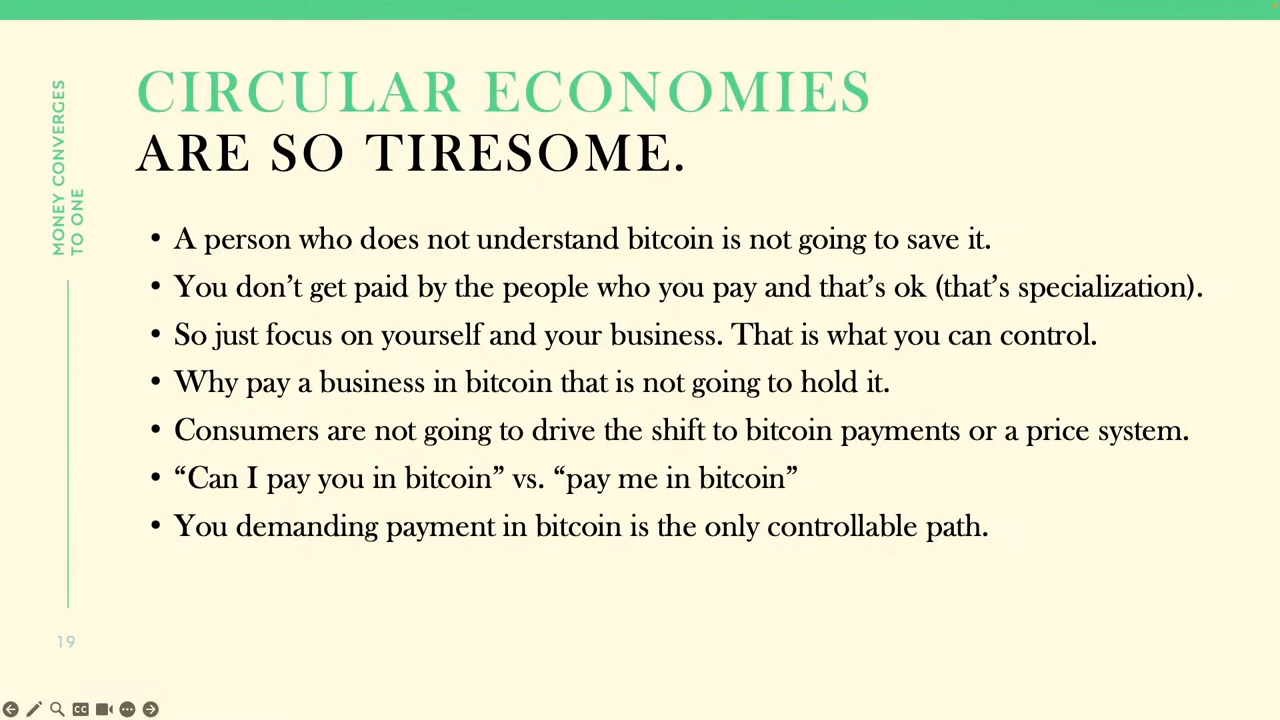 MONEY CONVERGES
TO ONE
CIRCULAR ECONOMIES
ARE SO TIRESOME.
• A person who does not understand bitcoin is not going to save it.
• You don’t get paid by the people who you pay and that’s ok (that’s specialization).
• So just focus on yourself and your business. That is what you can control.
• Why pay a business in bitcoin that is not going to hold it.
• Consumers are not going to drive the shift to bitcoin payments or a price system.
• “Can I pay you in bitcoin” vs. “pay me in bitcoin”
• You demanding payment in bitcoin is the only controllable path.
19
CC